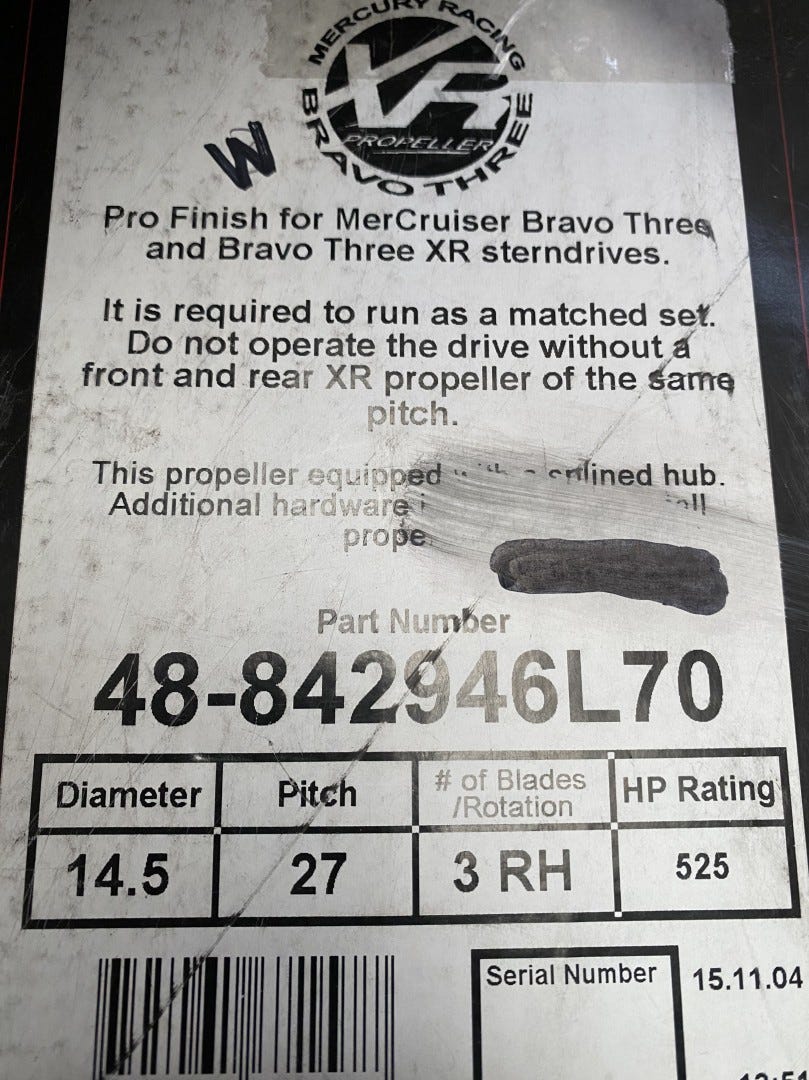 MERCURY RACING
XR
PROPELLER
BRAVO THREE
W
Pro Finish for MerCruiser Bravo Three
and Bravo Three XR sterndrives.
It is required to run as a matched set.
Do not operate the drive without a
front and rear XR propeller of the same
pitch.
This propeller equipped hub.
Additional hardware
Part Number
48-842946L70
Diameter Pitch # of Blades HP Rating
/Rotation
14.5 27 3 RH 525
Serial Number 15.11.04